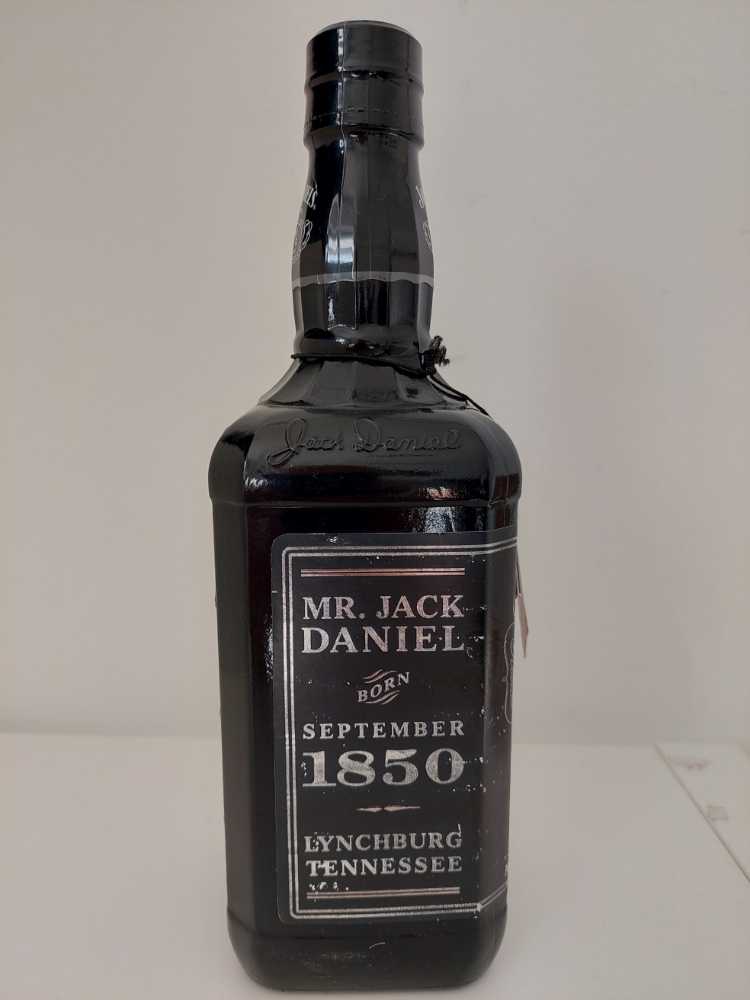 Jack Daniel
MR. JACK
DANIEL
BORN
SEPTEMBER
1850
LYNCHBURG
TENNESSEE